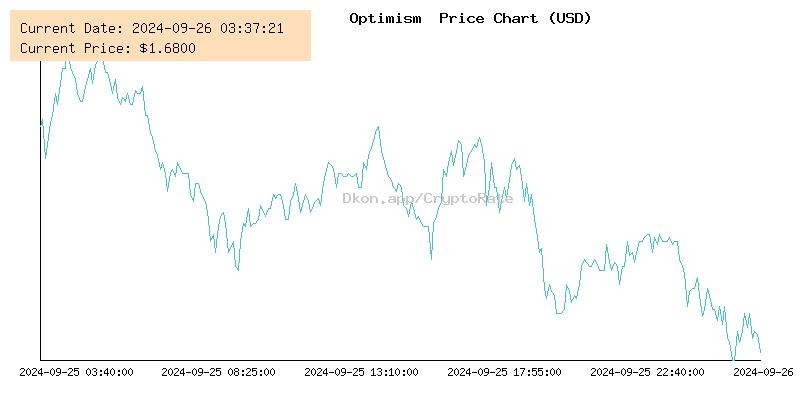 Optimism  Price Chart (USD)
Current Date: 2024-09-26 03:37:21
Current Price: $1.6800
Dkon.app/CryptoRate
2024-09-25 03:40:00 2024-09-25 08:25:00 2024-09-25 13:10:00 2024-09-25 17:55:00 2024-09-25 22:40:00 2024-09-26